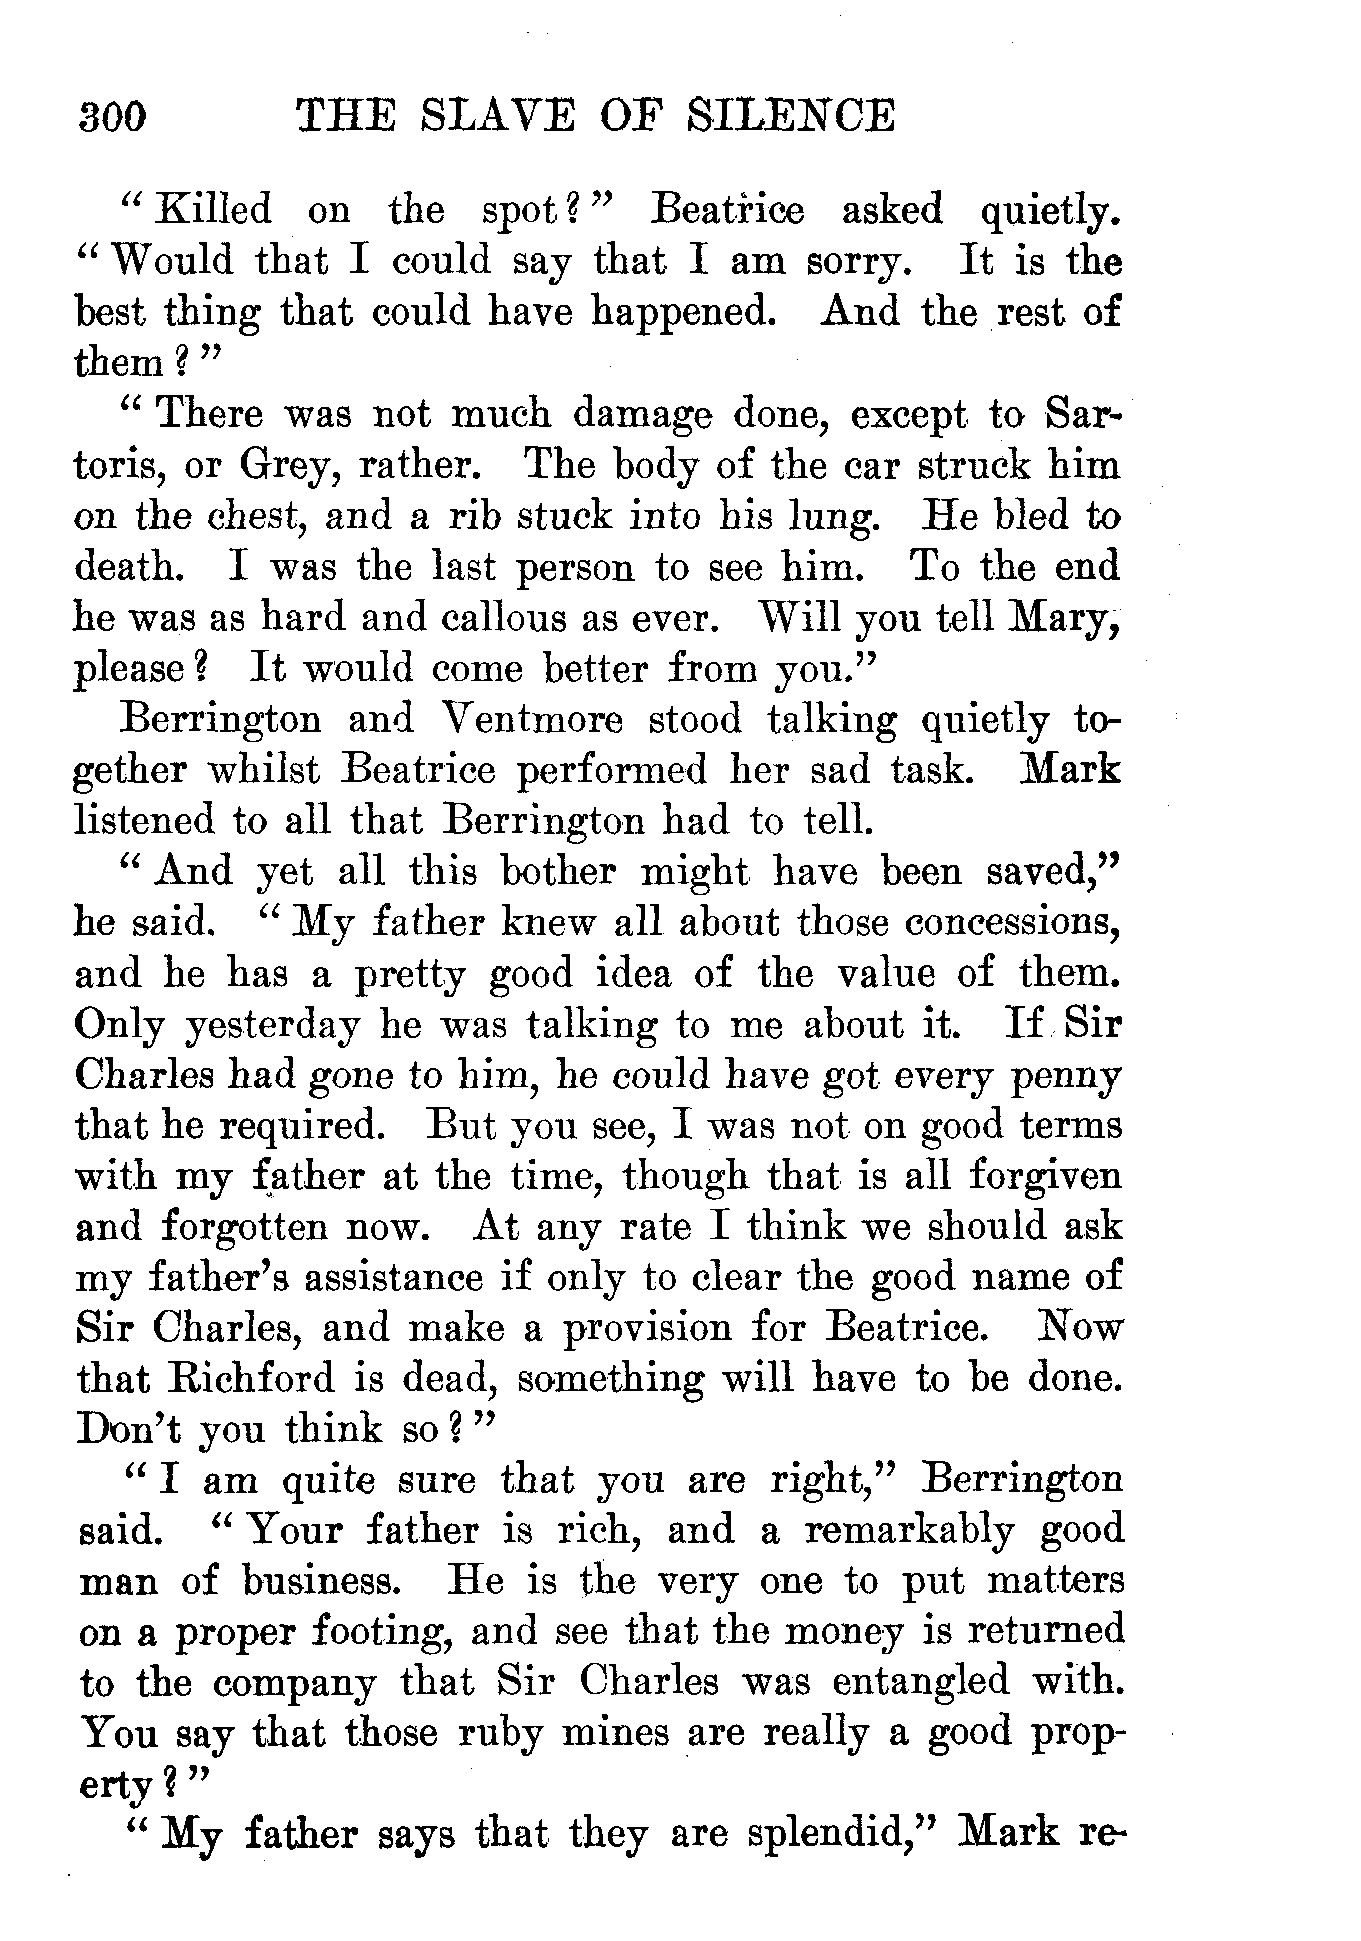 300 THE SLAVE OF SILENCE
“Killed on the spot?” Beatrice asked quietly.
“Would that I could say that I am sorry. It is the
best thing that could have happened. And the rest of
them?”
“There was not much damage done, except to Sar-
toris, or Grey, rather. The body of the car struck him
on the chest, and a rib stuck into his lung. He bled to
death. I was the last person to see him. To the end
he was as hard and callous as ever. Will you tell Mary,
please? It would come better from you.”
Berrington and Ventmore stood talking quietly to-
gether whilst Beatrice performed her sad task. Mark
listened to all that Berrington had to tell.
“And yet all this bother might have been saved,”
he said. “My father knew all about those concessions,
and he has a pretty good idea of the value of them.
Only yesterday he was talking to me about it. If Sir
Charles had gone to him, he could have got every penny
that he required. But you see, I was not on good terms
with my father at the time, though that is all forgiven
and forgotten now. At any rate I think we should ask
my father’s assistance if only to clear the good name of
Sir Charles, and make a provision for Beatrice. Now
that Richford is dead, something will have to be done.
Don’t you think so?”
“I am quite sure that you are right,” Berrington
said. “Your father is rich, and a remarkably good
man of business. He is the very one to put matters
on a proper footing, and see that the money is returned
to the company that Sir Charles was entangled with.
You say that those ruby mines are really a good prop-
erty?”
“My father says that they are splendid,” Mark re-